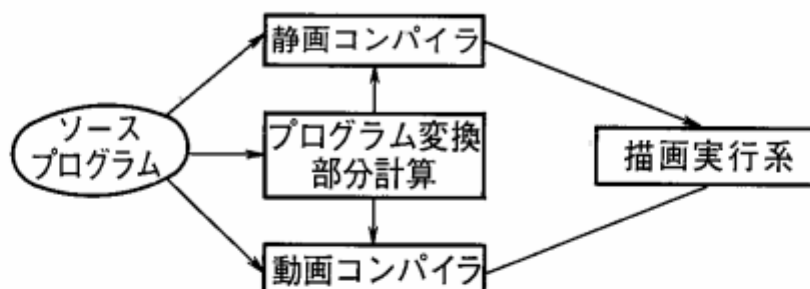 静画コンパイラ
ソース
プログラム
プログラム変換
部分計算
描画実行系
動画コンパイラ